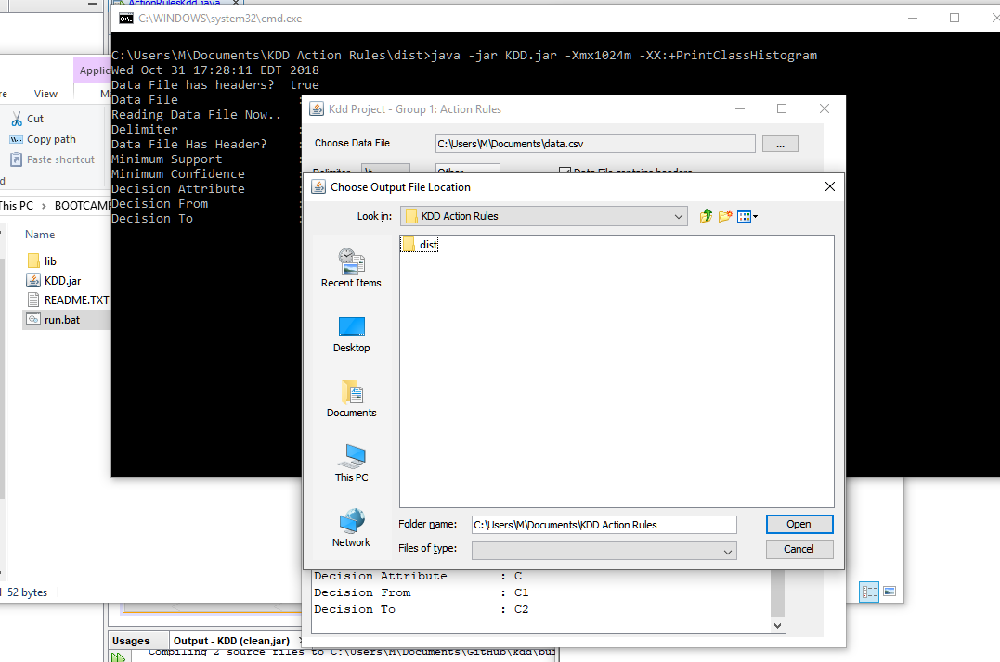 ActionRulesKdd.java
C:\WINDOWS\system32\cmd.exe
C:\Users\M\Documents\KDD Action Rules\dist>java -jar KDD.jar -Xmx1024m -XX:+PrintClassHistogram
Wed Oct 31 17:28:11 EDT 2018
Data File has headers? true
Data File :
Reading Data File Now..
Delimiter :
Data File Has Header? :
Minimum Support :
Minimum Confidence :
Decision Attribute :
Decision From :
Decision To :
Applic
View
Cut
Copy path
Paste shortcut
This PC > BOOTCAMP
Name
lib
KDD.jar
README.TXT
run.bat
52 bytes
Kdd Project - Group 1: Action Rules
Choose Data File
C:\Users\M\Documents\data.csv
...
Delimiter
\t
Other
Data File contains headers
Choose Output File Location
Look in:
KDD Action Rules
dist
Recent Items
Desktop
Documents
This PC
Network
Folder name:
C:\Users\M\Documents\KDD Action Rules
Open
Files of type:
Cancel
Decision Attribute : C
Decision From : C1
Decision To : C2
Usages
Output - KDD (clean,jar)
Compiling 2 source files to C:\Users\M\Documents\GitHub\kdd\bui